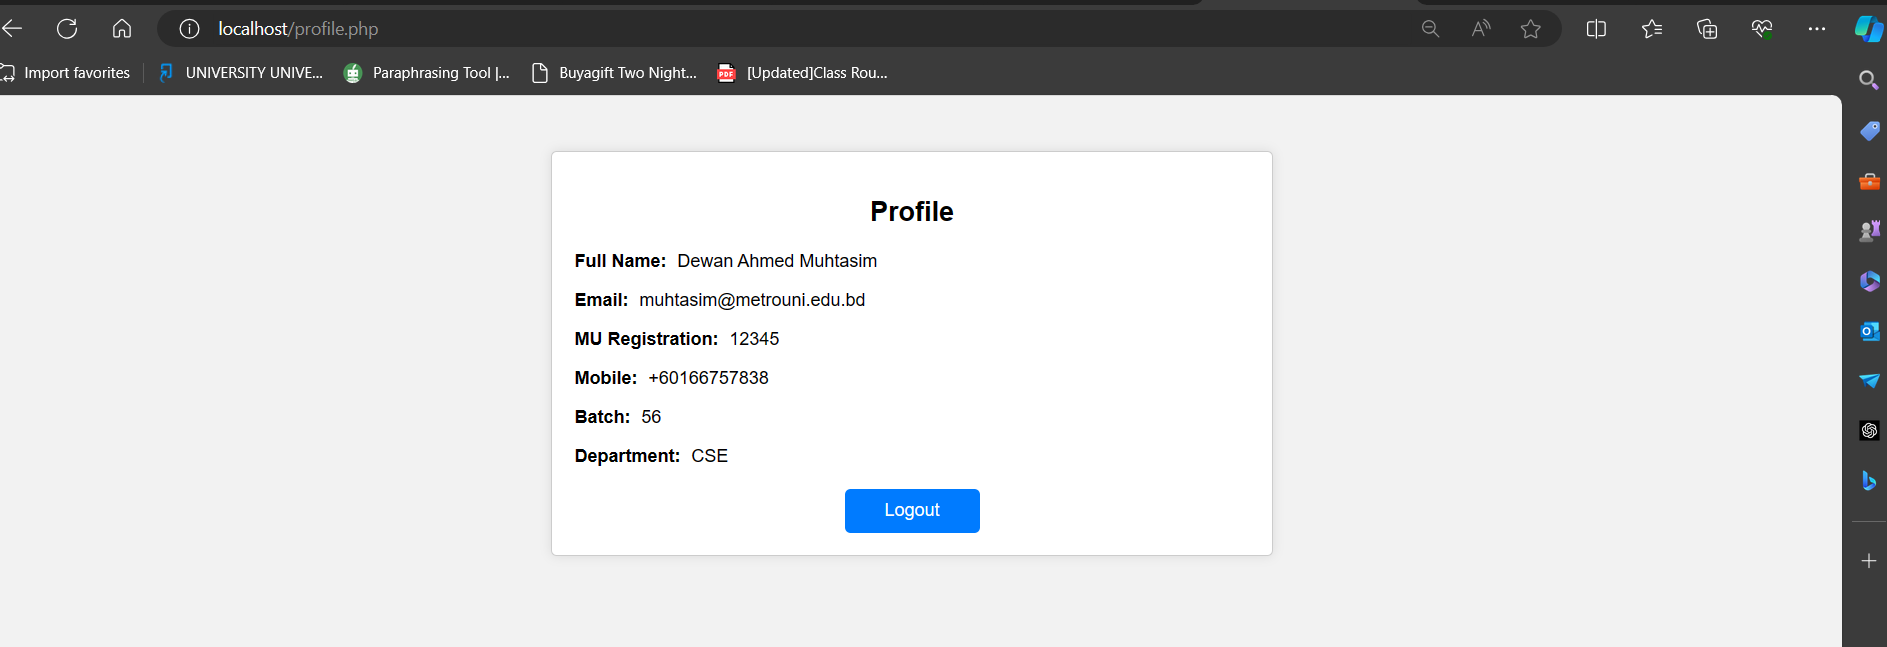 localhost/profile.php
Import favorites UNIVERSITY UNIVE... Paraphrasing Tool |... Buyagift Two Night... PDF [Updated]Class Rou...
Profile
Full Name: Dewan Ahmed Muhtasim
Email: muhtasim@metrouni.edu.bd
MU Registration: 12345
Mobile: +60166757838
Batch: 56
Department: CSE
Logout